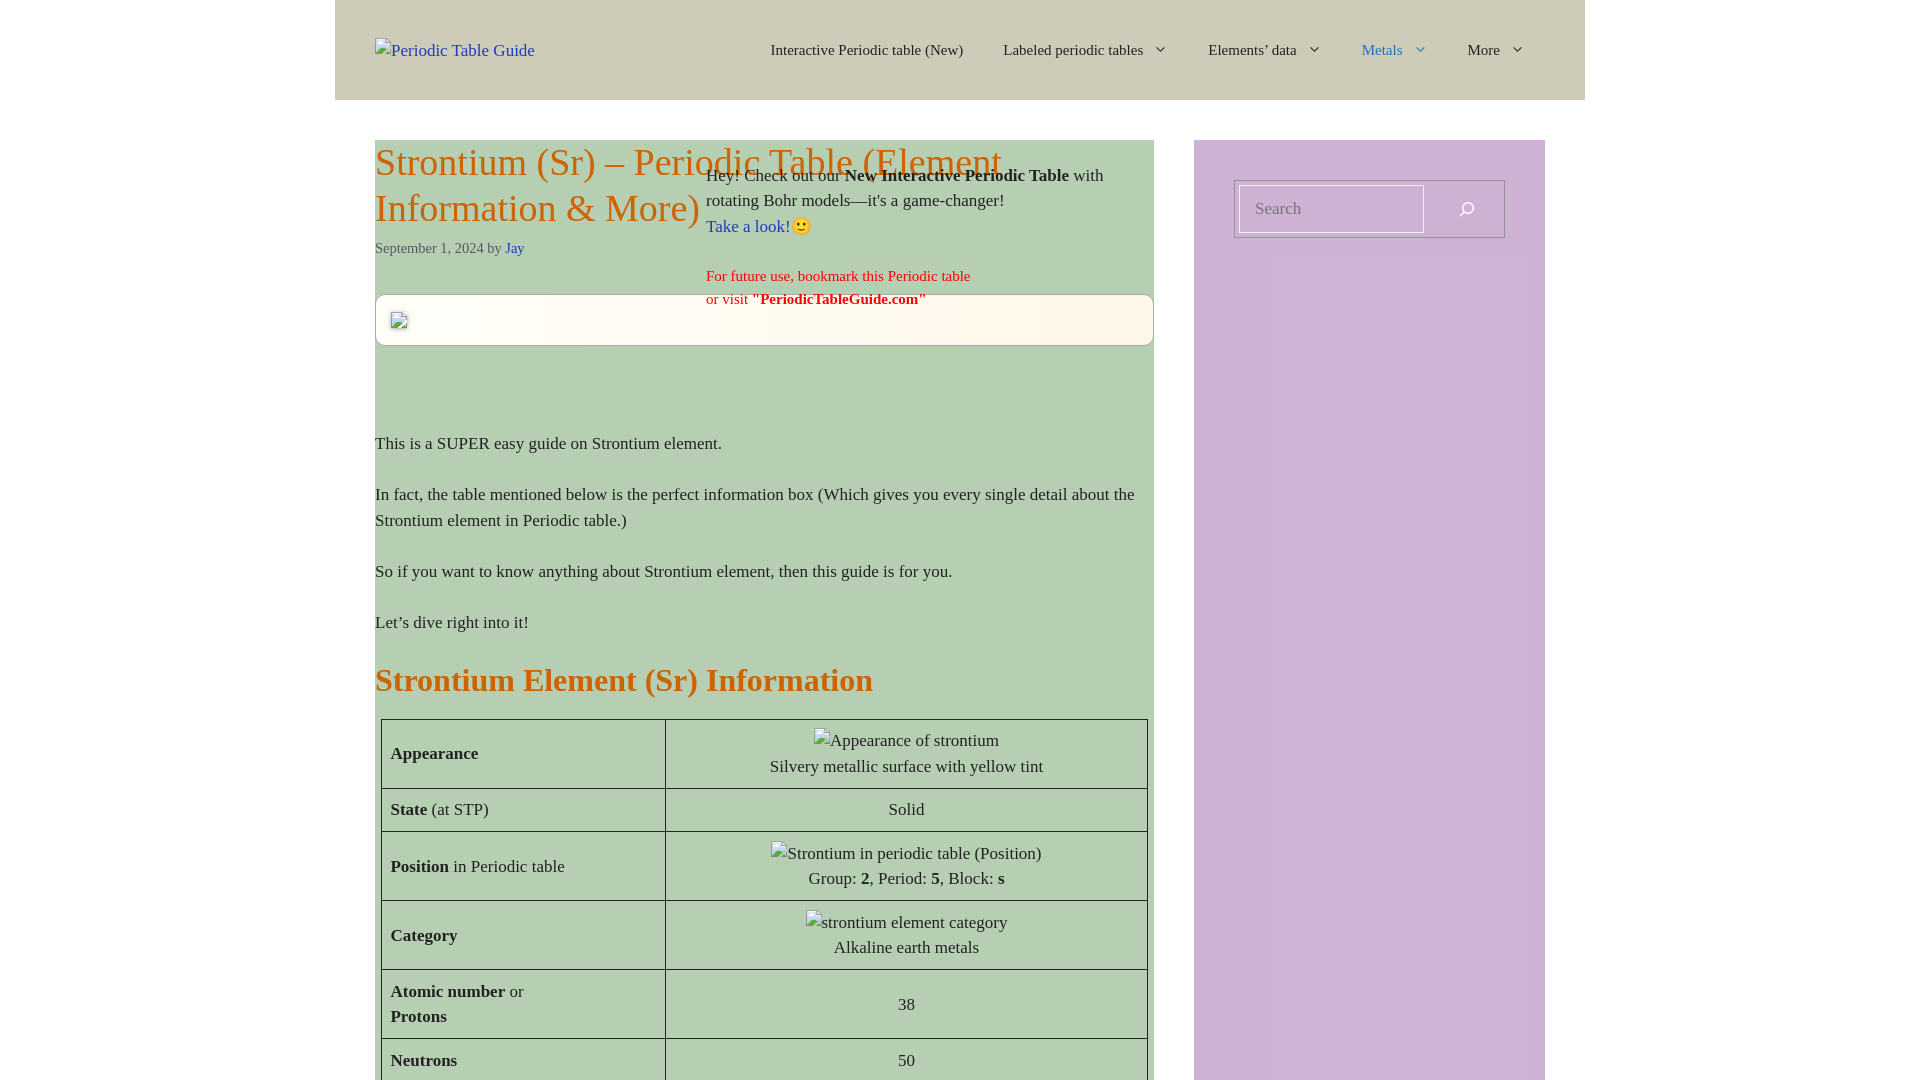 Periodic Table Guide
Interactive Periodic table (New)
Labeled periodic tables
Elements’ data
Metals
More
Strontium (Sr) – Periodic Table (Element
Information & More)
September 1, 2024 by Jay
Hey! Check out our New Interactive Periodic Table with
rotating Bohr models—it's a game-changer!
Take a look!🙂
For future use, bookmark this Periodic table
or visit "PeriodicTableGuide.com"
Search
This is a SUPER easy guide on Strontium element.
In fact, the table mentioned below is the perfect information box (Which gives you every single detail about the
Strontium element in Periodic table.)
So if you want to know anything about Strontium element, then this guide is for you.
Let’s dive right into it!
Strontium Element (Sr) Information
Appearance
Appearance of strontium
Silvery metallic surface with yellow tint
State (at STP)
Solid
Position in Periodic table
Strontium in periodic table (Position)
Group: 2, Period: 5, Block: s
Category
strontium element category
Alkaline earth metals
Atomic number or
Protons
38
Neutrons
50